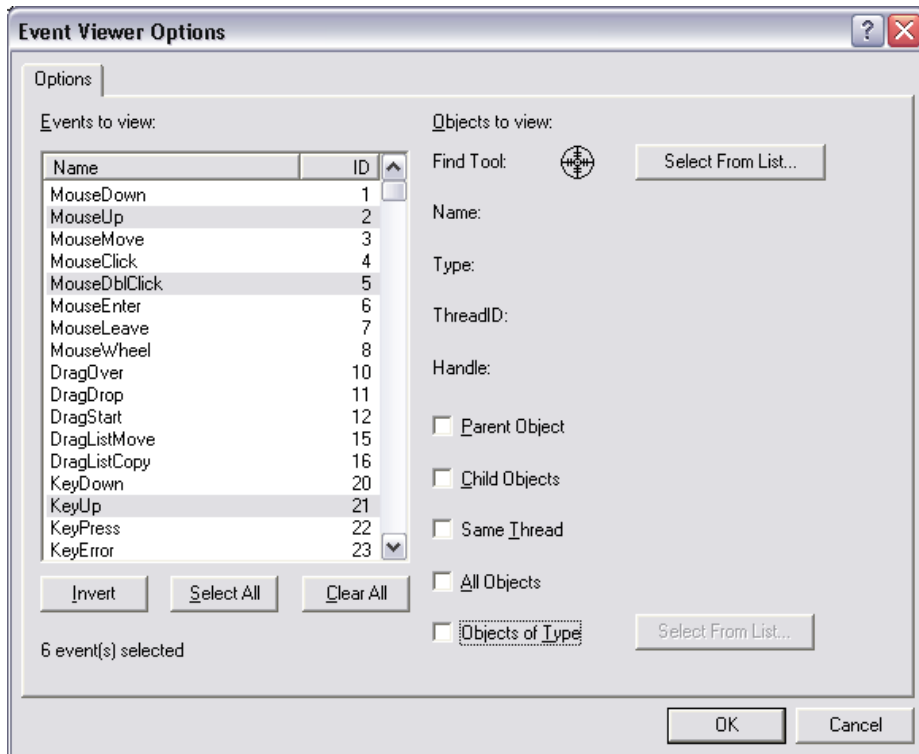 Event Viewer Options
Options
Events to view:
Name ID
MouseDown 1
MouseUp 2
MouseMove 3
MouseClick 4
MouseDblClick 5
MouseEnter 6
MouseLeave 7
MouseWheel 8
DragOver 10
DragDrop 11
DragStart 12
DragListMove 15
DragListCopy 16
KeyDown 20
KeyUp 21
KeyPress 22
KeyError 23
Invert Select All Clear All
6 event(s) selected
Objects to view:
Find Tool: Select From List...
Name:
Type:
ThreadID:
Handle:
Parent Object
Child Objects
Same Thread
All Objects
Objects of Type Select From List...
OK Cancel